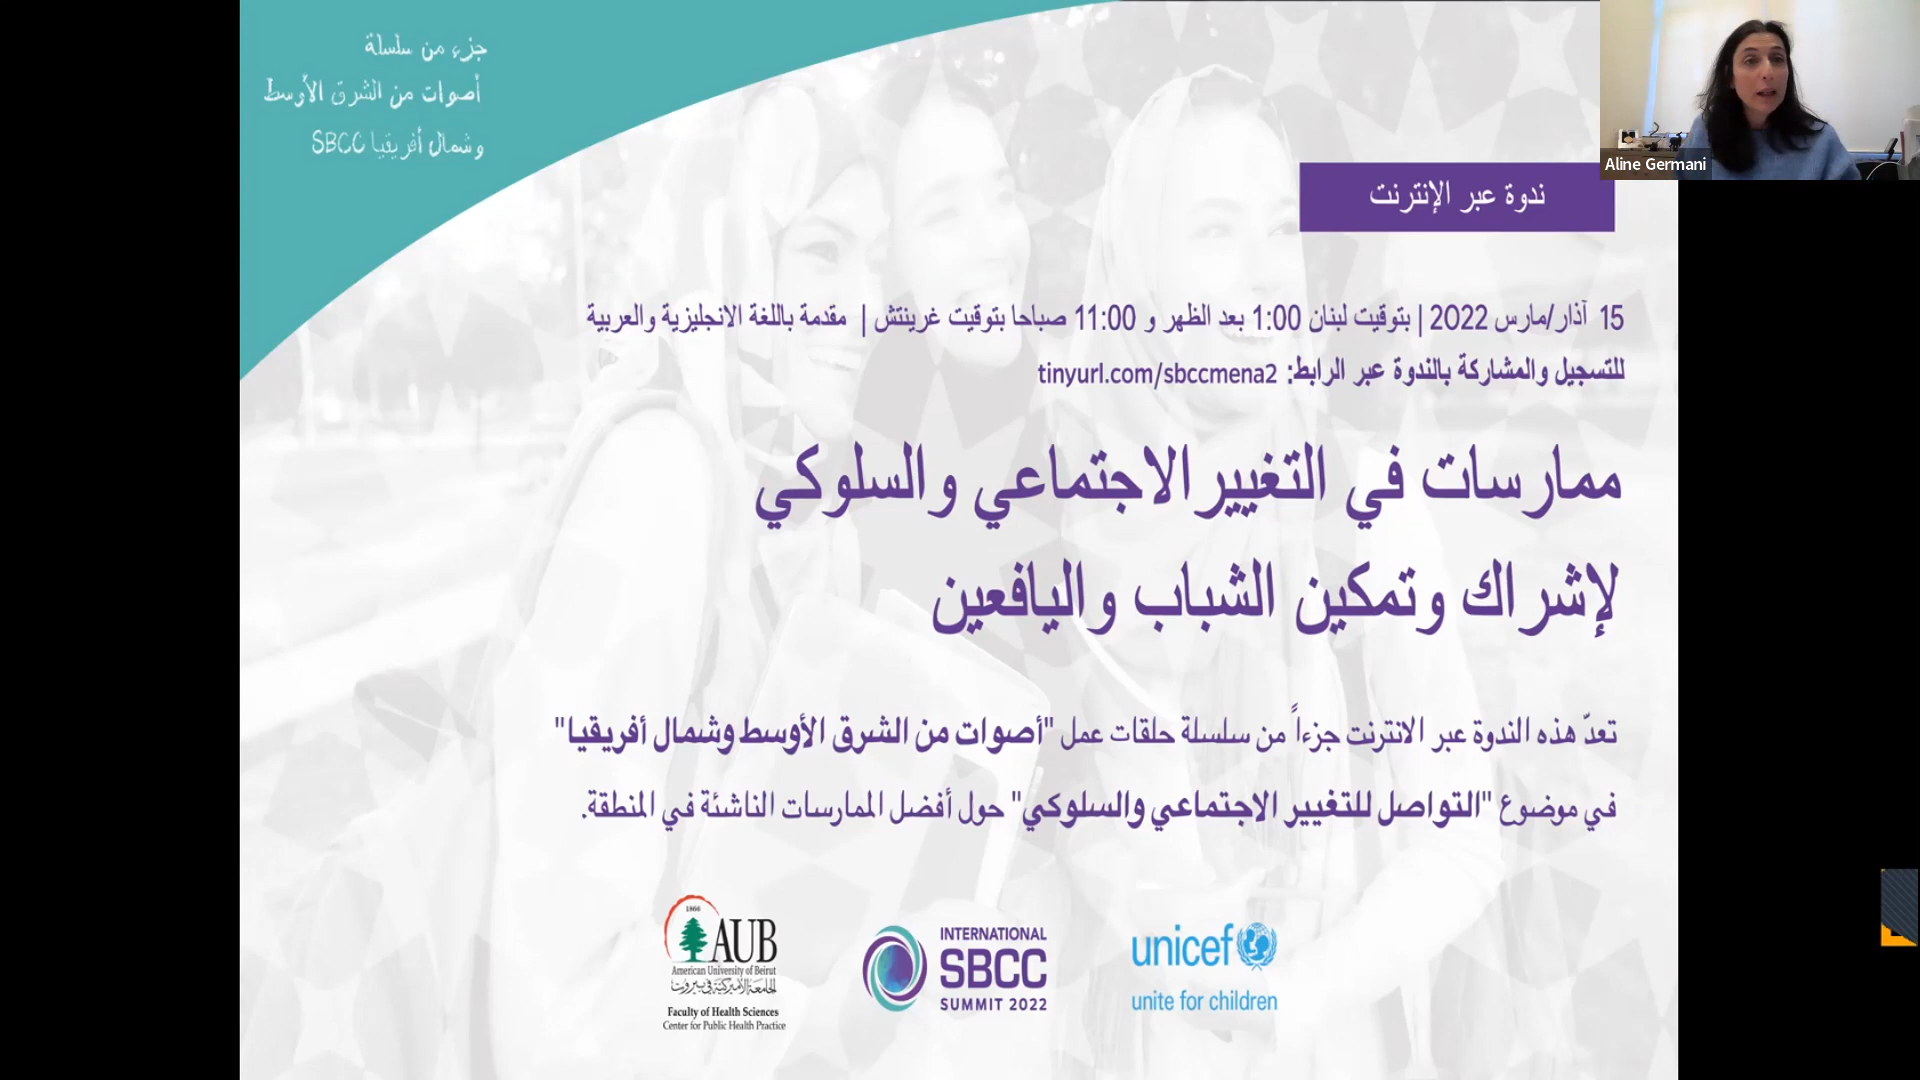 جزء من سلسلة
أصوات من الشرق الأوسط
وشمال أفريقيا SBCC
Aline Germani
ندوة عبر الإنترنت
15 آذار/مارس 2022 | بتوقيت لبنان 1:00 بعد الظهر و 11:00 صباحا بتوقيت غرينتش | مقدمة باللغة الانجليزية والعربية
للتسجيل والمشاركة بالندوة عبر الرابط: tinyurl.com/sbccmena2
ممارسات في التغيير الاجتماعي والسلوكي
لإشراك وتمكين الشباب واليافعين
تعدّ هذه الندوة عبر الانترنت جزءاً من سلسلة حلقات عمل "أصوات من الشرق الأوسط وشمال أفريقيا"
في موضوع "التواصل للتغيير الاجتماعي والسلوكي" حول أفضل الممارسات الناشئة في المنطقة.
1866
AUB
American University of Beirut
الجامعة الأميركية في بيروت
Faculty of Health Sciences
Center for Public Health Practice
INTERNATIONAL
SBCC
SUMMIT 2022
unicef
unite for children